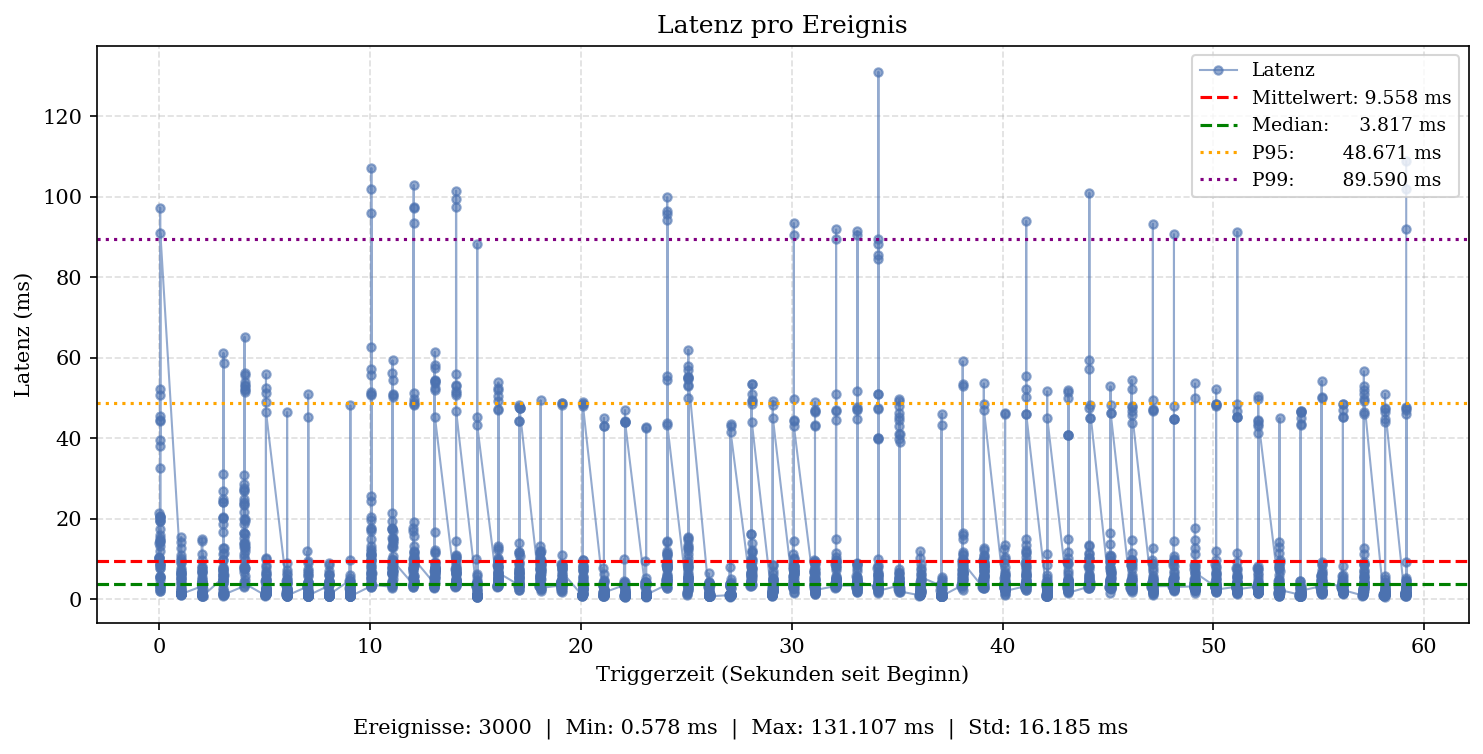 Latenz pro Ereignis
Latenz
Mittelwert: 9.558 ms
Median: 3.817 ms
P95: 48.671 ms
P99: 89.590 ms
Latenz (ms)
120
100
80
60
40
20
0
0 10 20 30 40 50 60
Triggerzeit (Sekunden seit Beginn)
Ereignisse: 3000 | Min: 0.578 ms | Max: 131.107 ms | Std: 16.185 ms